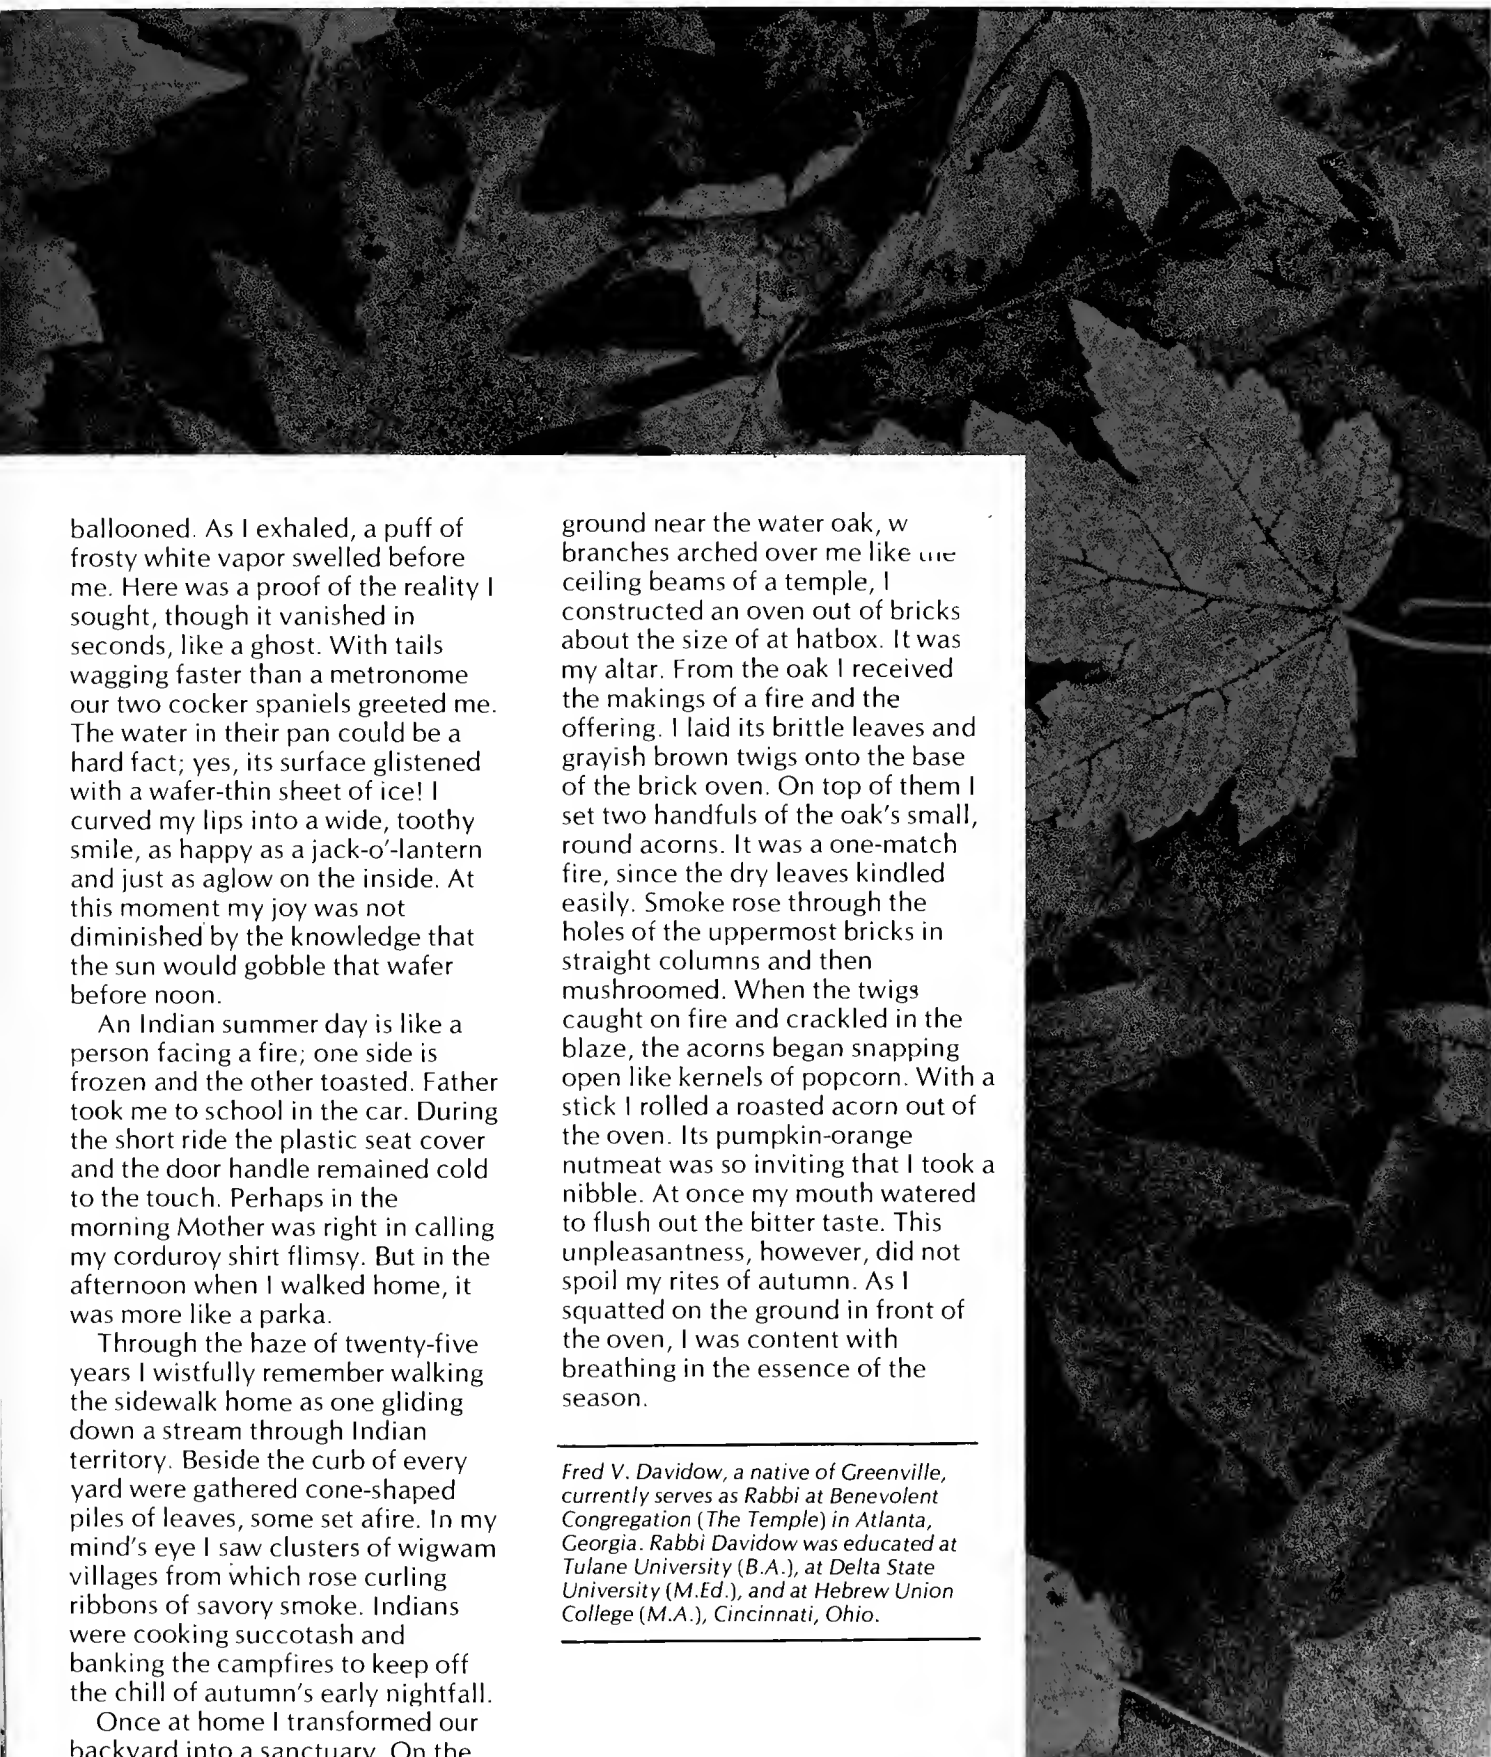 ballooned. As I exhaled, a puff of
frosty white vapor swelled before
me. Here was a proof of the reality I
sought, though it vanished in
seconds, like a ghost. With tails
wagging faster than a metronome
our two cocker spaniels greeted me.
The water in their pan could be a
hard fact; yes, its surface glistened
with a wafer-thin sheet of ice! I
curved my lips into a wide, toothy
smile, as happy as a jack-o'-lantern
and just as aglow on the inside. At
this moment my joy was not
diminished by the knowledge that
the sun would gobble that wafer
before noon.
An Indian summer day is like a
person facing a fire; one side is
frozen and the other toasted. Father
took me to school in the car. During
the short ride the plastic seat cover
and the door handle remained cold
to the touch. Perhaps in the
morning Mother was right in calling
my corduroy shirt flimsy. But in the
afternoon when I walked home, it
was more like a parka.
Through the haze of twenty-five
years I wistfully remember walking
the sidewalk home as one gliding
down a stream through Indian
territory. Beside the curb of every
yard were gathered cone-shaped
piles of leaves, some set afire. In my
mind's eye I saw clusters of wigwam
villages from which rose curling
ribbons of savory smoke. Indians
were cooking succotash and
banking the campfires to keep off
the chill of autumn's early nightfall.
Once at home I transformed our
backyard into a sanctuary. On the
ground near the water oak, w
branches arched over me like the
ceiling beams of a temple, I
constructed an oven out of bricks
about the size of at hatbox. It was
my altar. From the oak I received
the makings of a fire and the
offering. I laid its brittle leaves and
grayish brown twigs onto the base
of the brick oven. On top of them I
set two handfuls of the oak's small,
round acorns. It was a one-match
fire, since the dry leaves kindled
easily. Smoke rose through the
holes of the uppermost bricks in
straight columns and then
mushroomed. When the twigs
caught on fire and crackled in the
blaze, the acorns began snapping
open like kernels of popcorn. With a
stick I rolled a roasted acorn out of
the oven. Its pumpkin-orange
nutmeat was so inviting that I took a
nibble. At once my mouth watered
to flush out the bitter taste. This
unpleasantness, however, did not
spoil my rites of autumn. As I
squatted on the ground in front of
the oven, I was content with
breathing in the essence of the
season.
Fred V. Davidow, a native of Greenville,
currently serves as Rabbi at Benevolent
Congregation (The Temple) in Atlanta,
Georgia. Rabbi Davidow was educated at
Tulane University (B.A.), at Delta State
University (M.Ed.), and at Hebrew Union
College (M.A.), Cincinnati, Ohio.